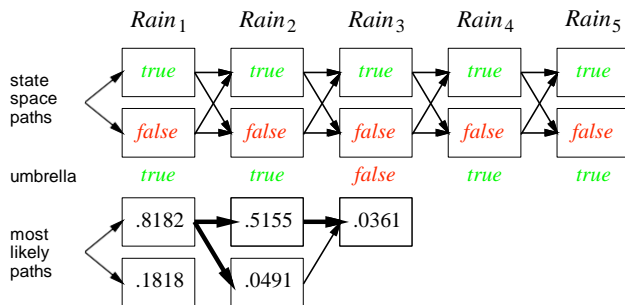 Rain1 Rain2 Rain3 Rain4 Rain5
state space paths
true true true true true
false false false false false
umbrella true true false true true
most likely paths
.8182 .5155 .0361
.1818 .0491